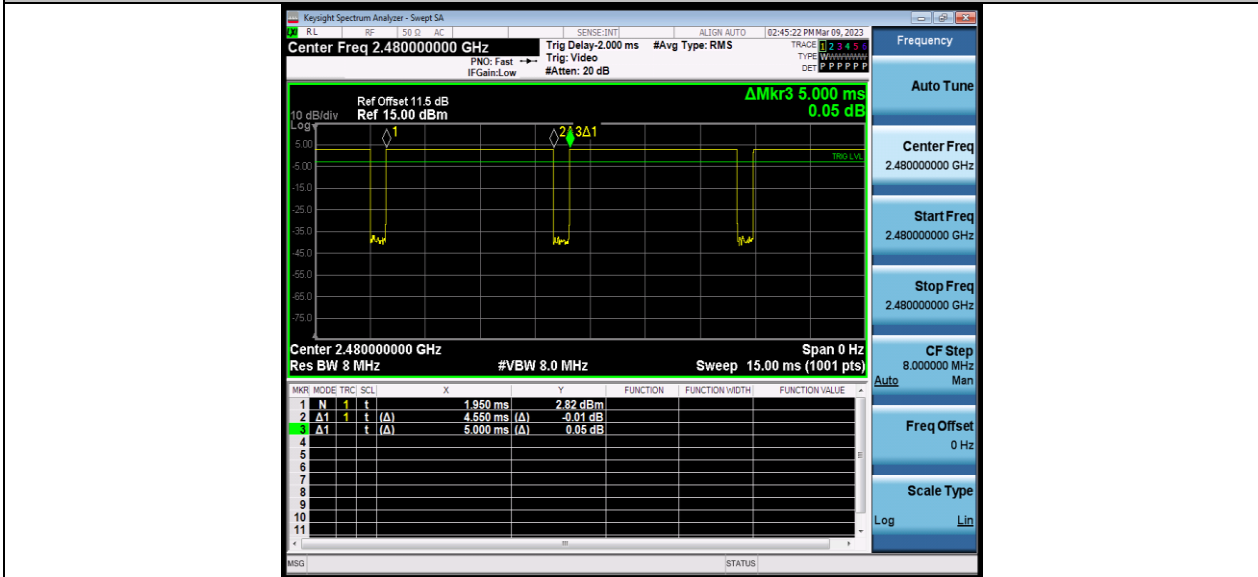 Keysight Spectrum Analyzer - Swept SA
RL RF 50 Ω AC SENSE:INT ALIGN AUTO 02:45:22 PM Mar 09, 2023
Center Freq 2.480000000 GHz
PNO: Fast
IFGain:Low
Trig Delay-2.000 ms
Trig: Video
#Atten: 20 dB
#Avg Type: RMS
TRACE 1 2 3 4 5 6
TYPE WWWWWW
DET P P P P P P
Ref Offset 11.5 dB
Ref 15.00 dBm
ΔMkr3 5.000 ms
0.05 dB
10 dB/div
Log
1
2 3Δ1
TRIG LVL
5.00
-5.00
-15.0
-25.0
-35.0
-45.0
-55.0
-65.0
-75.0
Center 2.480000000 GHz Span 0 Hz
Res BW 8 MHz #VBW 8.0 MHz Sweep 15.00 ms (1001 pts)
MKR MODE TRC SCL X Y FUNCTION FUNCTION WIDTH FUNCTION VALUE
1 N 1 t 1.950 ms 2.82 dBm
2 Δ1 1 t (Δ) 4.550 ms (Δ) -0.01 dB
3 Δ1 t (Δ) 5.000 ms (Δ) 0.05 dB
4
5
6
7
8
9
10
11
MSG STATUS
Frequency
Auto Tune
Center Freq
2.480000000 GHz
Start Freq
2.480000000 GHz
Stop Freq
2.480000000 GHz
CF Step
8.000000 MHz
Auto Man
Freq Offset
0 Hz
Scale Type
Log Lin